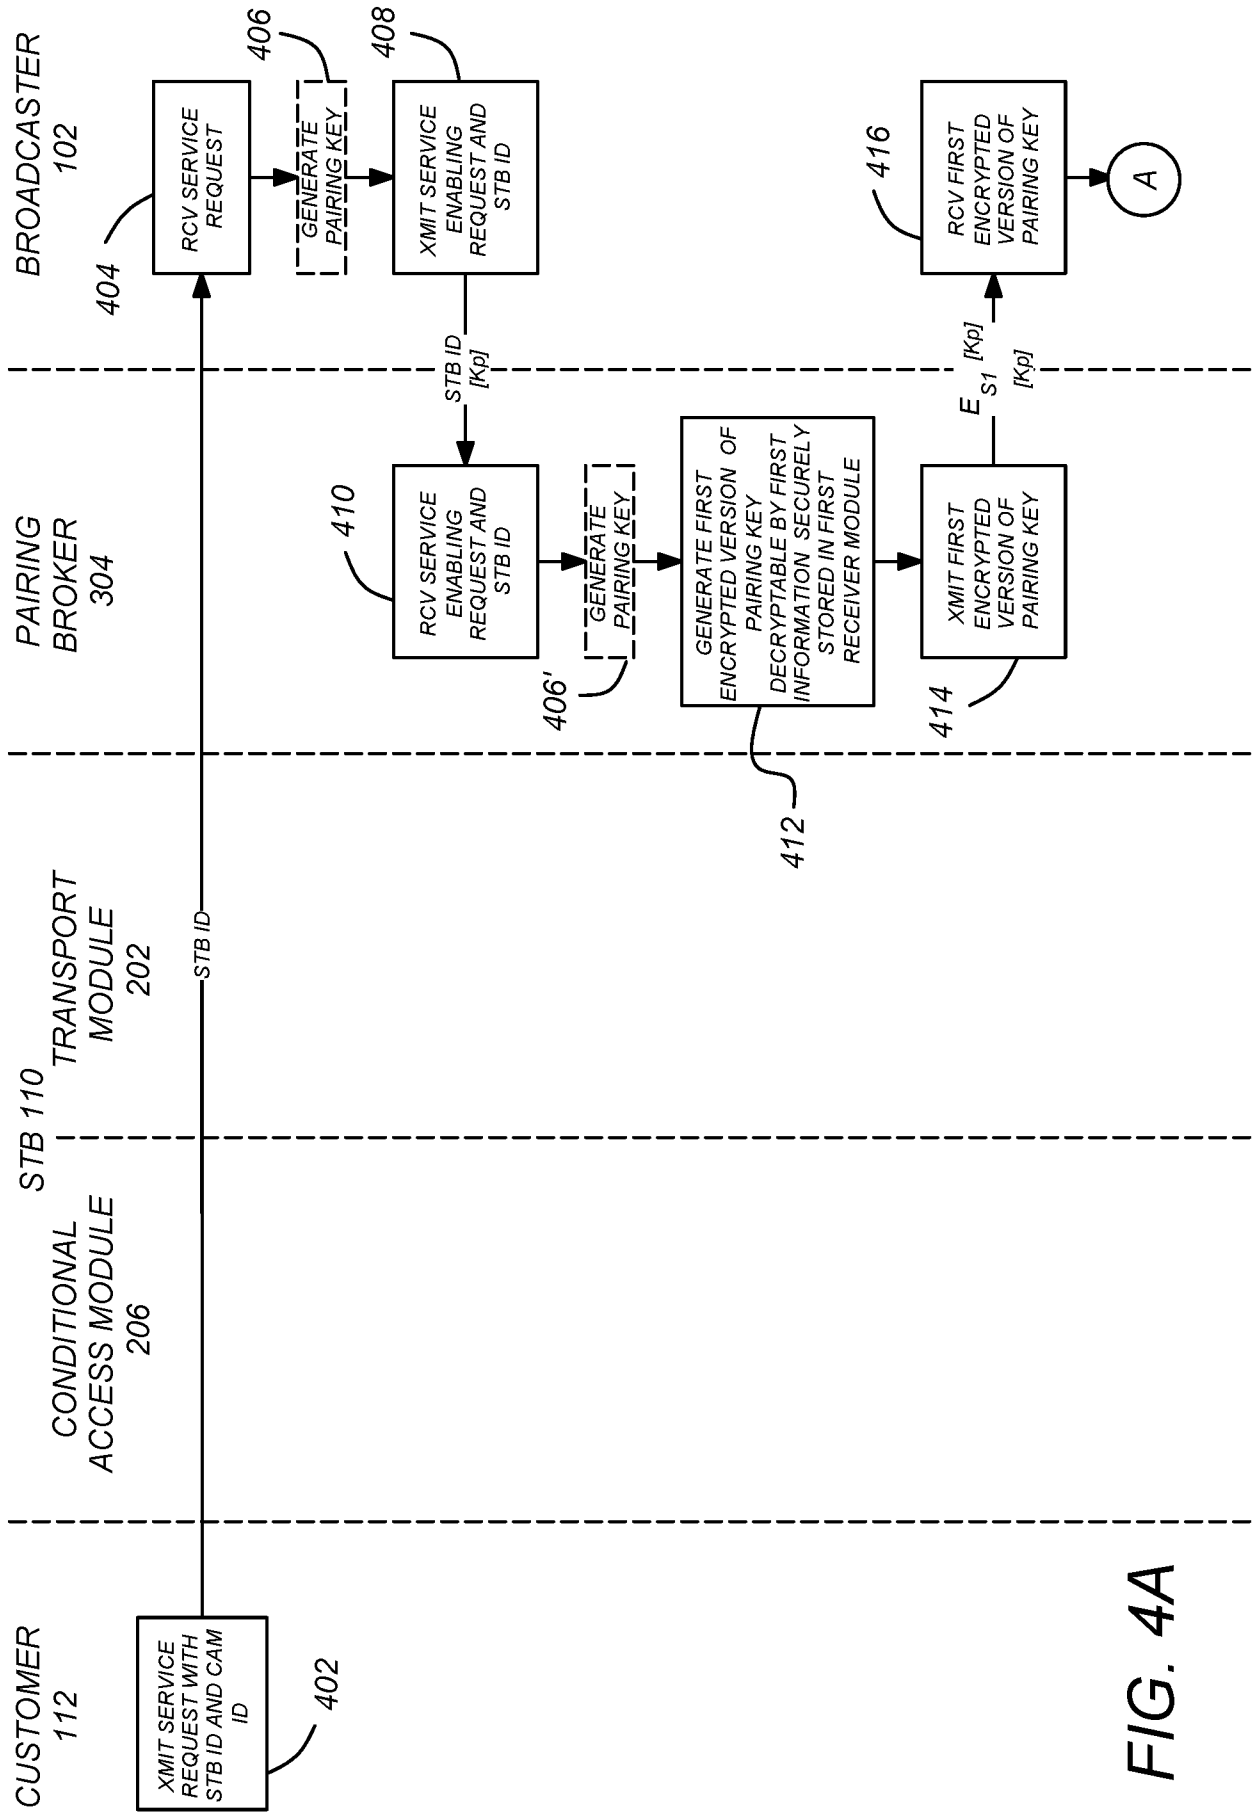 CUSTOMER
112
STB 110
CONDITIONAL
ACCESS MODULE
206
TRANSPORT
MODULE
202
PAIRING
BROKER
304
BROADCASTER
102
XMIT SERVICE
REQUEST WITH
STB ID AND CAM
ID
402
STB ID
RCV SERVICE
REQUEST
404
GENERATE
PAIRING KEY
406
XMIT SERVICE
ENABLING
REQUEST AND
STB ID
408
STB ID
[Kp]
RCV SERVICE
ENABLING
REQUEST AND
STB ID
410
GENERATE
PAIRING KEY
406'
GENERATE FIRST
ENCRYPTED VERSION OF
PAIRING KEY
DECRYPTABLE BY FIRST
INFORMATION SECURELY
STORED IN FIRST
RECEIVER MODULE
412
XMIT FIRST
ENCRYPTED
VERSION OF
PAIRING KEY
414
E S1 [Kp]
[Kp]
RCV FIRST
ENCRYPTED
VERSION OF
PAIRING KEY
416
A
FIG. 4A